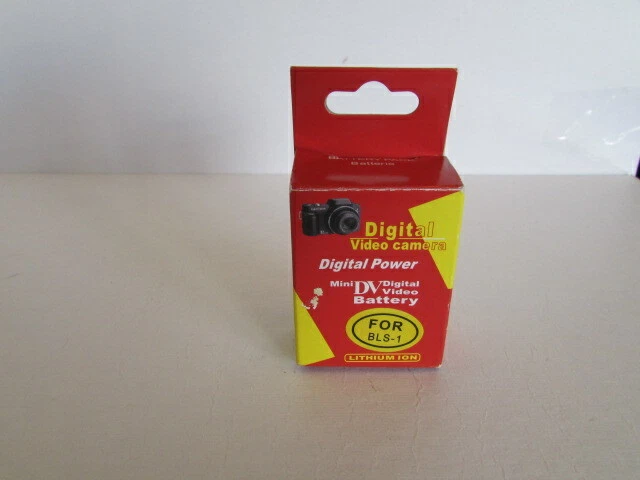 Digital
Video camera
Digital Power
Mini DV Digital Video
Battery
FOR
BLS-1
LITHIUM ION